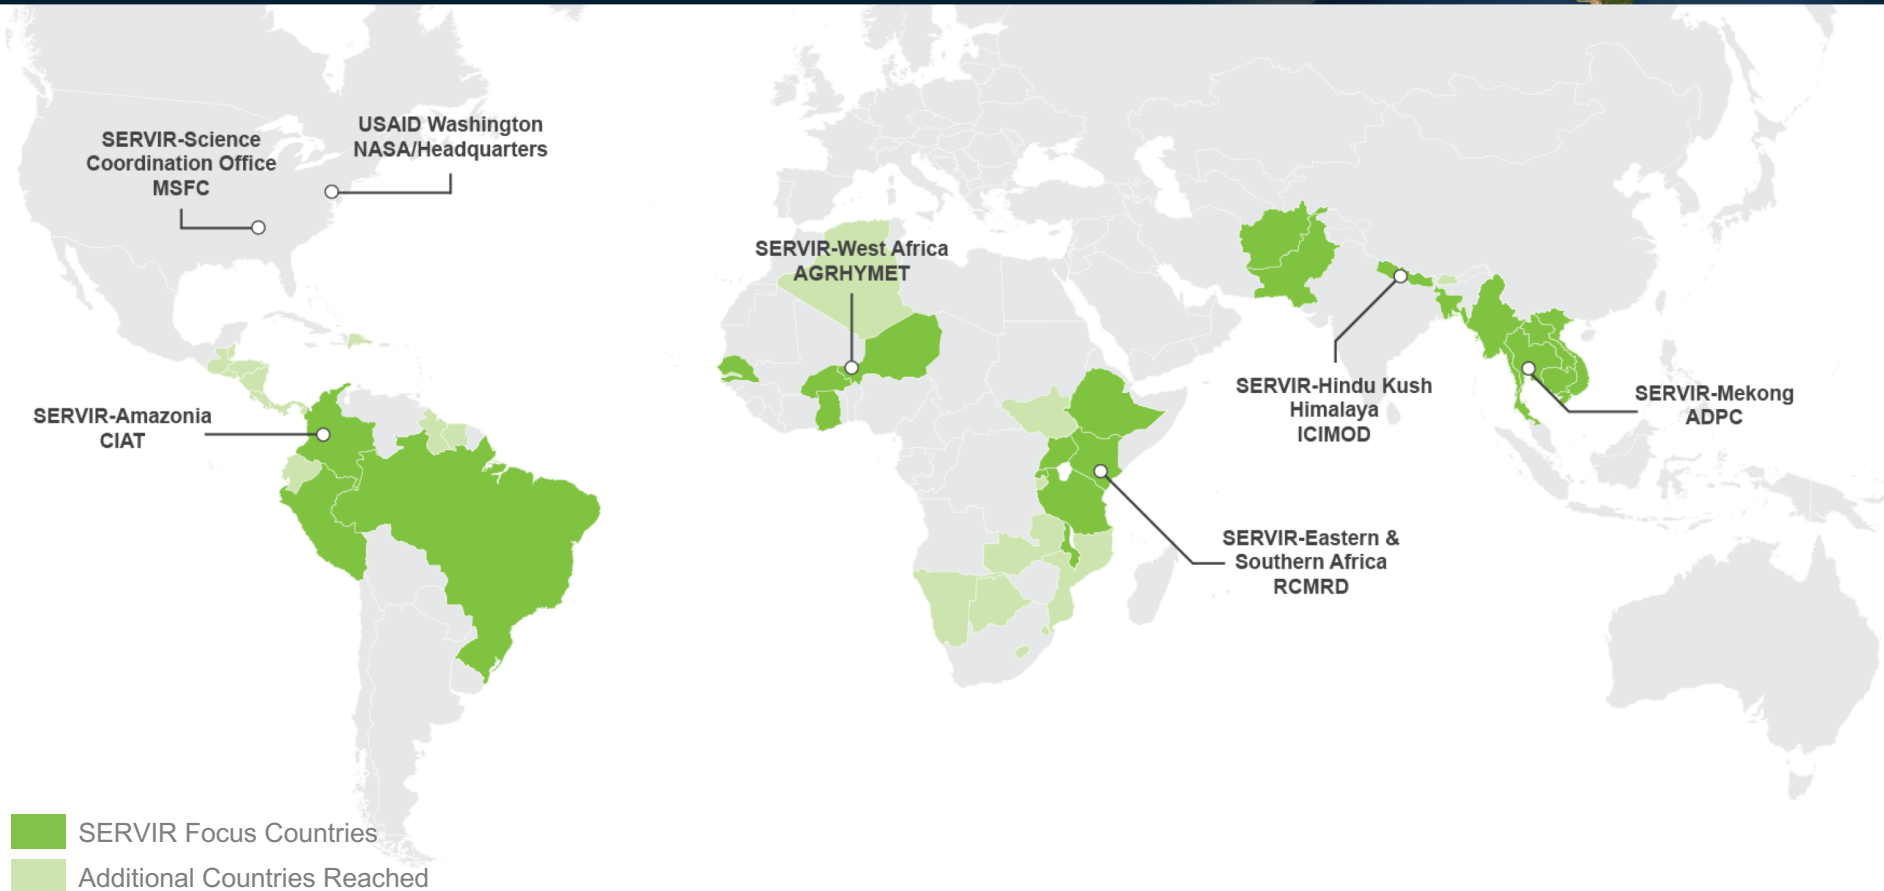 SERVIR-Science
Coordination Office
MSFC
USAID Washington
NASA/Headquarters
SERVIR-West Africa
AGRHYMET
SERVIR-Amazonia
CIAT
SERVIR-Hindu Kush
Himalaya
ICIMOD
SERVIR-Mekong
ADPC
SERVIR-Eastern &
Southern Africa
RCMRD
SERVIR Focus Countries
Additional Countries Reached